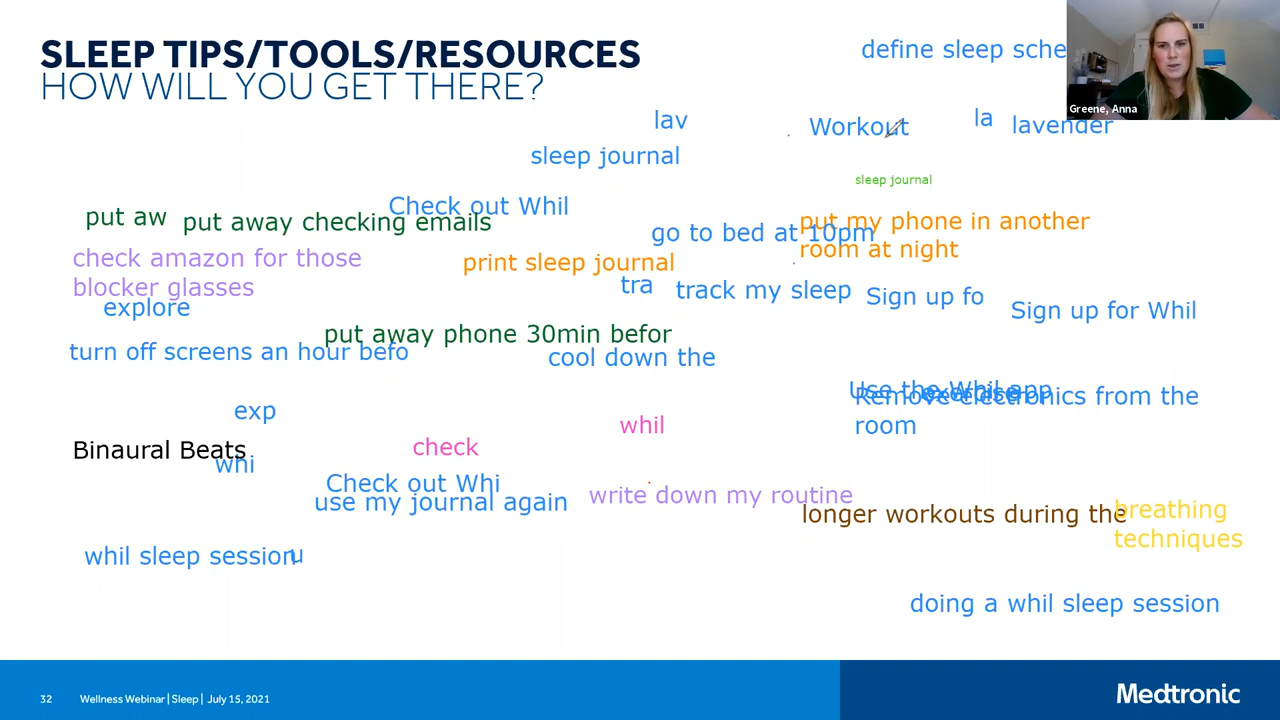 SLEEP TIPS/TOOLS/RESOURCES
HOW WILL YOU GET THERE?
define sleep sche
Greene, Anna
lav
Workout
la
lavender
sleep journal
sleep journal
Check out Whil
put aw
put away checking emails
go to bed at 10pm
put my phone in another
room at night
check amazon for those
blocker glasses
print sleep journal
tra
track my sleep
Sign up fo
Sign up for Whil
explore
put away phone 30min befor
turn off screens an hour befo
cool down the
Use the Whil app
exercise
Remove electronics from the
room
exp
whil
check
Binaural Beats
whi
Check out Whi
use my journal again
write down my routine
longer workouts during the
breathing
techniques
whil sleep session
u
doing a whil sleep session
32
Wellness Webinar | Sleep | July 15, 2021
Medtronic